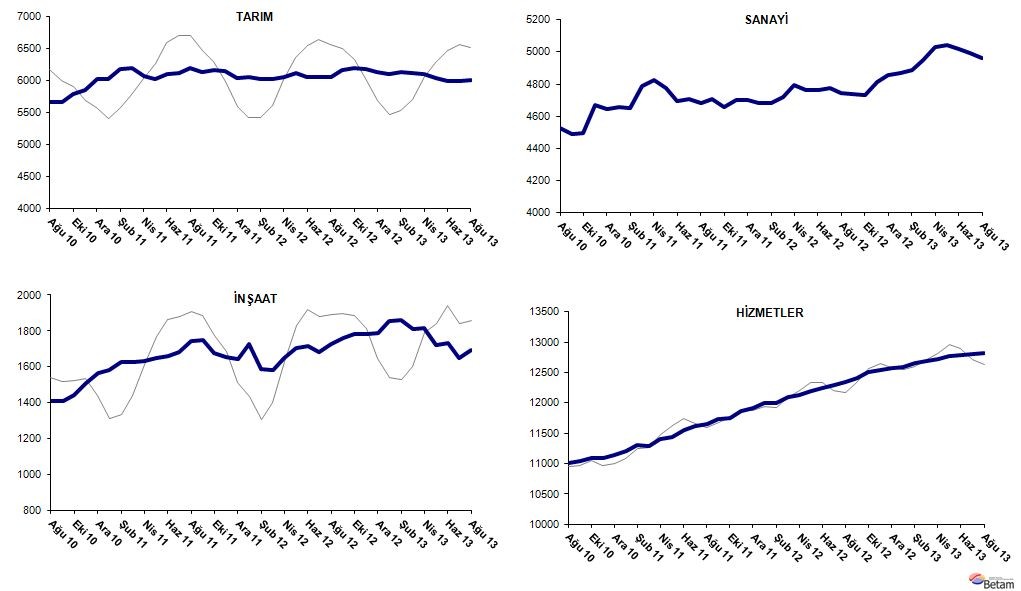 TARIM
7000
6500
6000
5500
5000
4500
4000
Ağu 10
Eki 10
Ara 10
Şub 11
Nis 11
Haz 11
Ağu 11
Eki 11
Ara 11
Şub 12
Nis 12
Haz 12
Ağu 12
Eki 12
Ara 12
Şub 13
Nis 13
Haz 13
Ağu 13
SANAYİ
5200
5000
4800
4600
4400
4200
4000
Ağu 10
Eki 10
Ara 10
Şub 11
Nis 11
Haz 11
Ağu 11
Eki 11
Ara 11
Şub 12
Nis 12
Haz 12
Ağu 12
Eki 12
Ara 12
Şub 13
Nis 13
Haz 13
Ağu 13
İNŞAAT
2000
1800
1600
1400
1200
1000
800
Ağu 10
Eki 10
Ara 10
Şub 11
Nis 11
Haz 11
Ağu 11
Eki 11
Ara 11
Şub 12
Nis 12
Haz 12
Ağu 12
Eki 12
Ara 12
Şub 13
Nis 13
Haz 13
Ağu 13
HİZMETLER
13500
13000
12500
12000
11500
11000
10500
10000
Ağu 10
Eki 10
Ara 10
Şub 11
Nis 11
Haz 11
Ağu 11
Eki 11
Ara 11
Şub 12
Nis 12
Haz 12
Ağu 12
Eki 12
Ara 12
Şub 13
Nis 13
Haz 13
Ağu 13
Betam